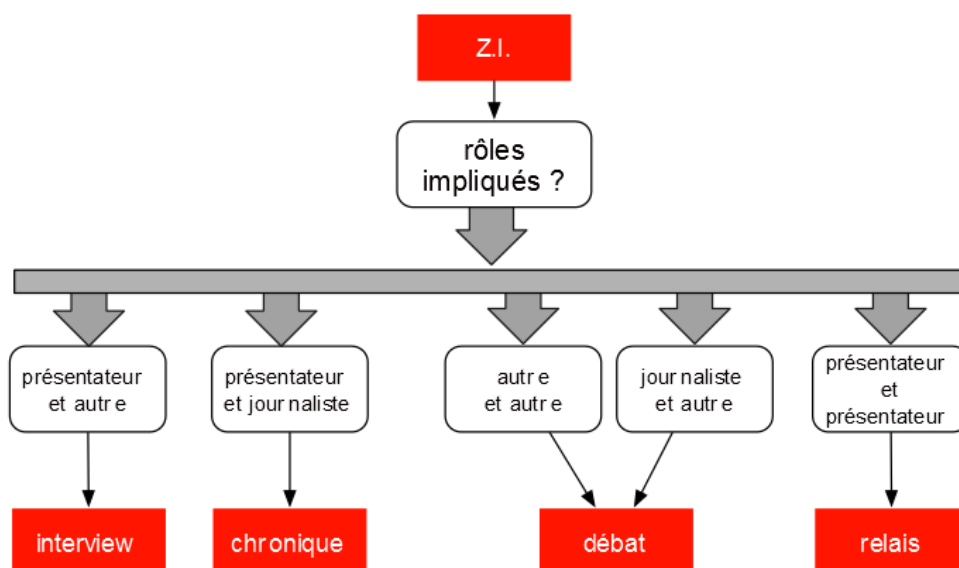 Z.I.
rôles
impliqués ?
présentateur
et autre
présentateur
et journaliste
autre
et autre
journaliste
et autre
présentateur
et
présentateur
interview
chronique
débat
relais